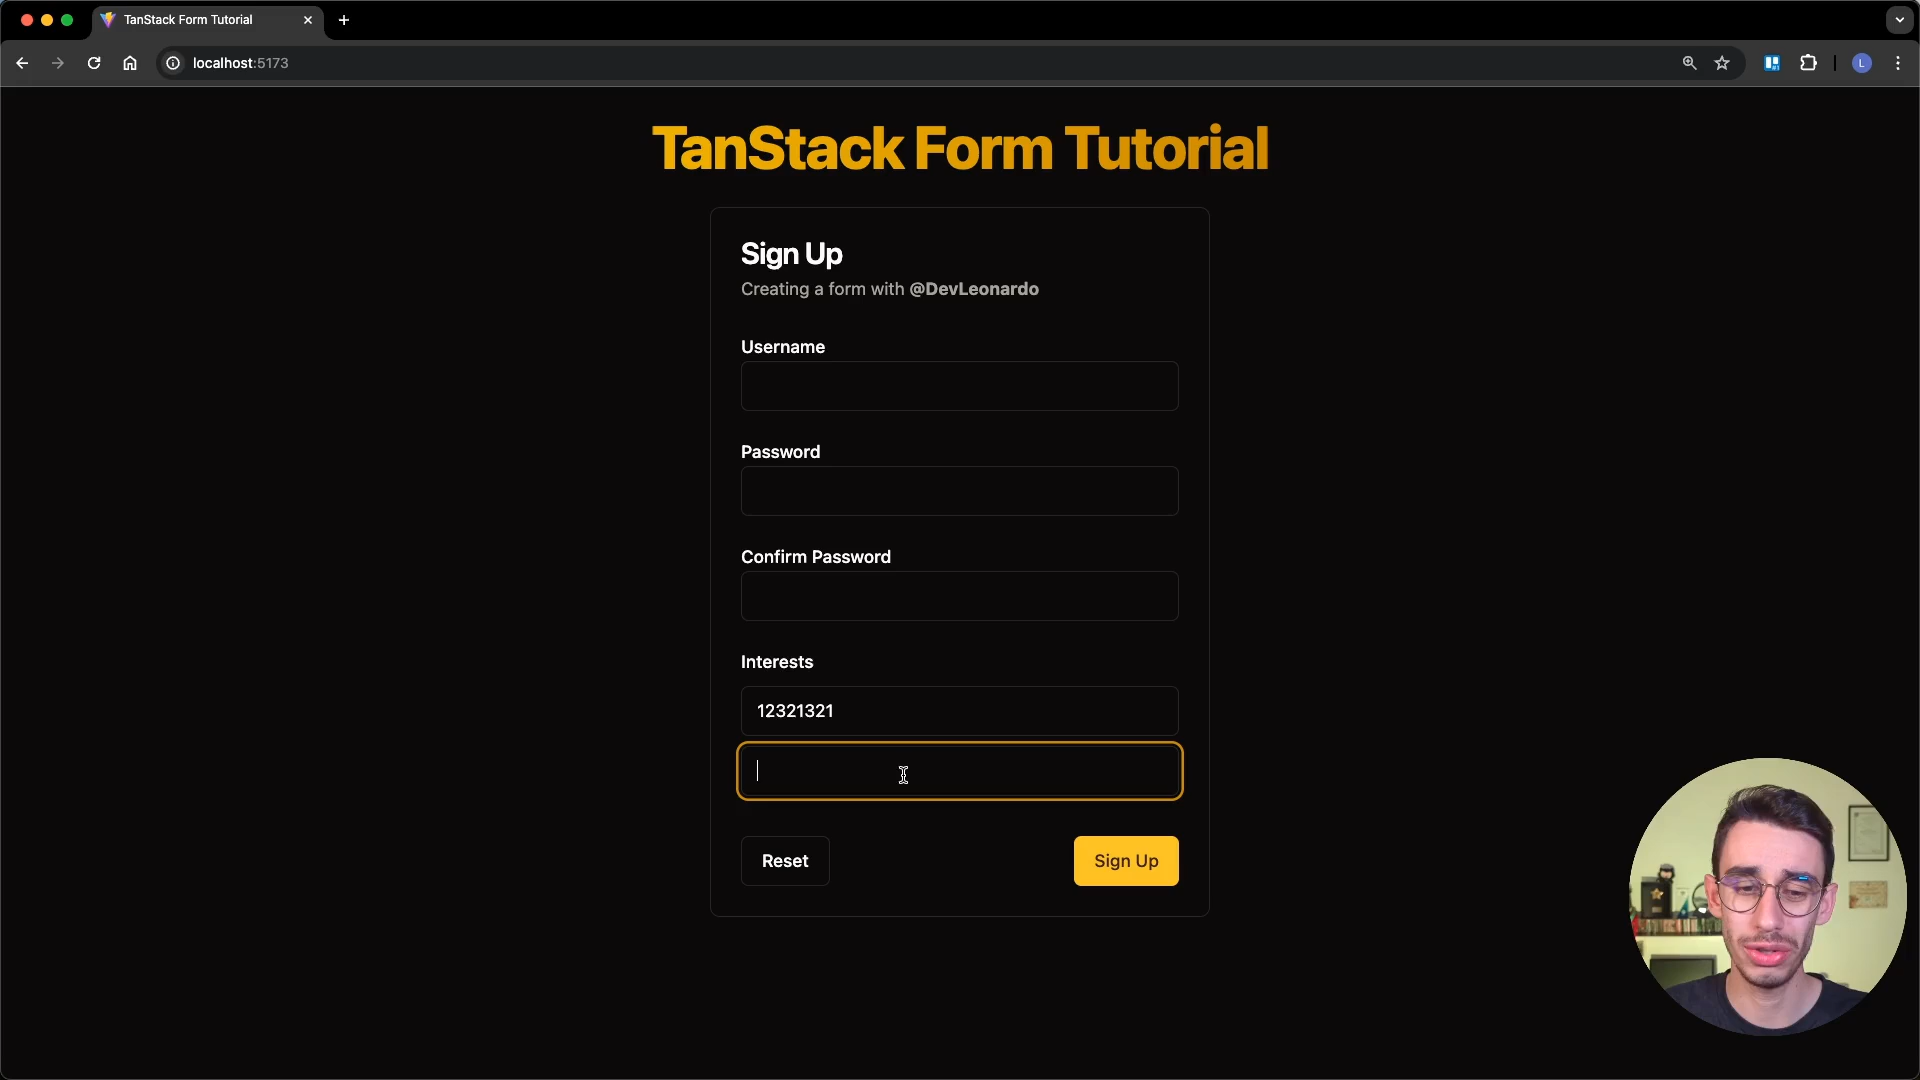 TanStack Form Tutorial
localhost:5173
L
TanStack Form Tutorial
Sign Up
Creating a form with @DevLeonardo
Username
Password
Confirm Password
Interests
12321321
Reset
Sign Up